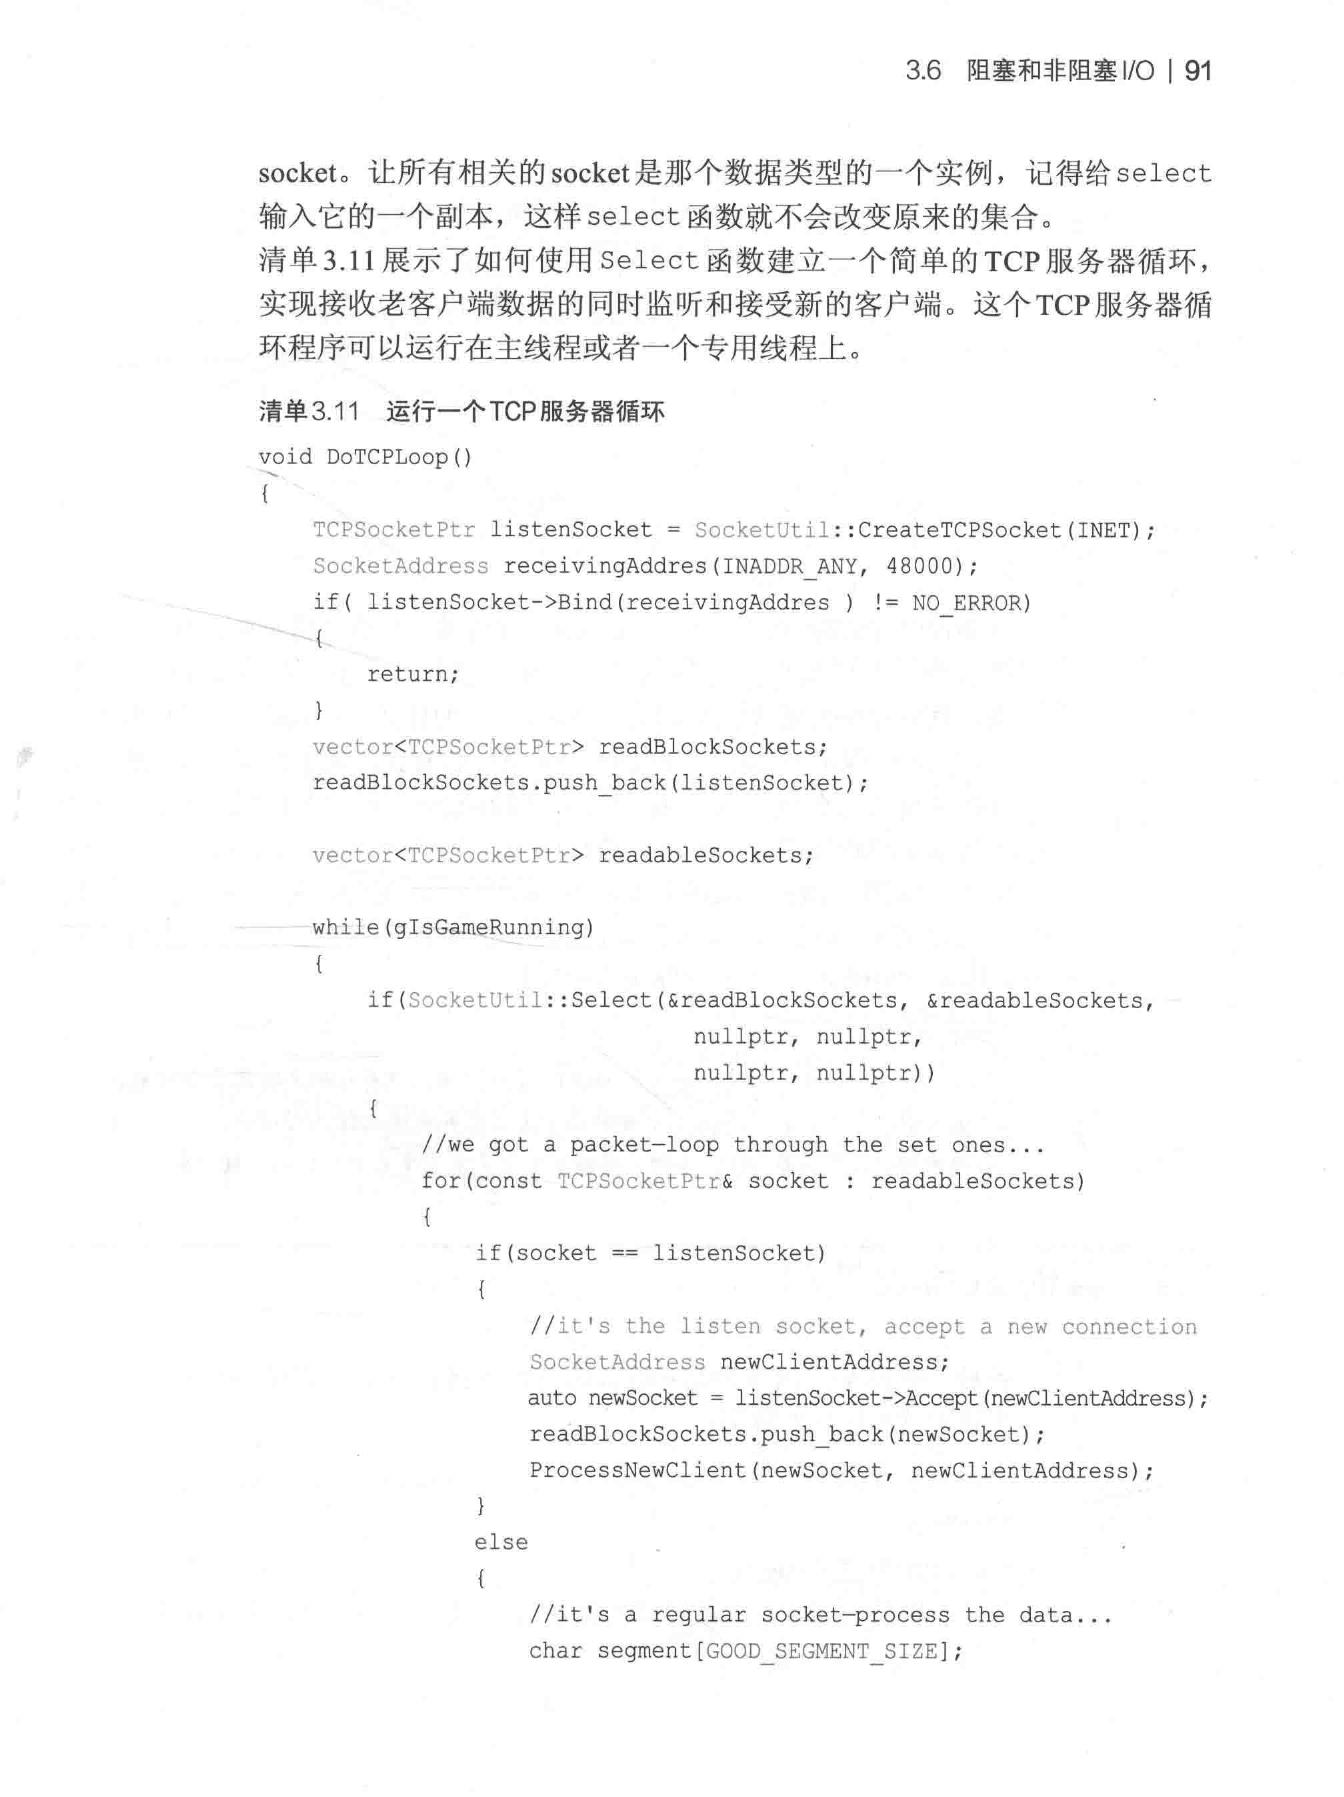 3.6 阻塞和非阻塞I/O | 91
socket。让所有相关的socket是那个数据类型的一个实例，记得给select
输入它的一个副本，这样select函数就不会改变原来的集合。
清单3.11展示了如何使用Select函数建立一个简单的TCP服务器循环，
实现接收老客户端数据的同时监听和接受新的客户端。这个TCP服务器循
环程序可以运行在主线程或者一个专用线程上。
清单3.11 运行一个TCP服务器循环
void DoTCPLoop()
{
    TCPSocketPtr listenSocket = SocketUtil::CreateTCPSocket(INET);
    SocketAddress receivingAddres(INADDR_ANY, 48000);
    if( listenSocket->Bind(receivingAddres ) != NO_ERROR)
    {
        return;
    }
    vector<TCPSocketPtr> readBlockSockets;
    readBlockSockets.push_back(listenSocket);
    vector<TCPSocketPtr> readableSockets;
    while(gIsGameRunning)
    {
        if(SocketUtil::Select(&readBlockSockets, &readableSockets,
                                nullptr, nullptr,
                                nullptr, nullptr))
        {
            //we got a packet—loop through the set ones...
            for(const TCPSocketPtr& socket : readableSockets)
            {
                if(socket == listenSocket)
                {
                    //it's the listen socket, accept a new connection
                    SocketAddress newClientAddress;
                    auto newSocket = listenSocket->Accept(newClientAddress);
                    readBlockSockets.push_back(newSocket);
                    ProcessNewClient(newSocket, newClientAddress);
                }
                else
                {
                    //it's a regular socket—process the data...
                    char segment[GOOD_SEGMENT_SIZE];